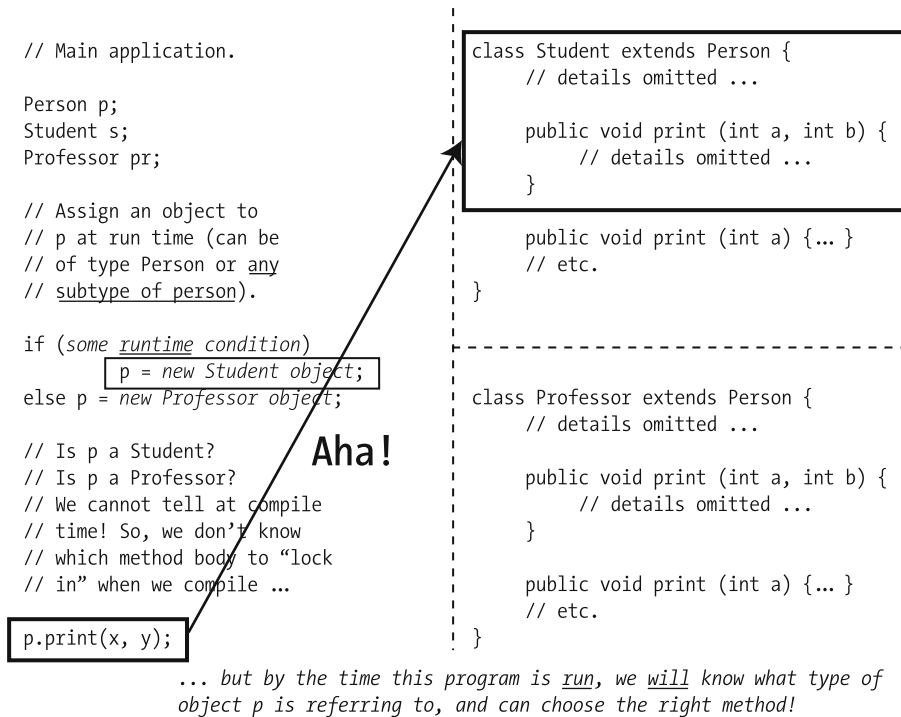 // Main application.
Person p;
Student s;
Professor pr;
// Assign an object to
// p at run time (can be
// of type Person or any
// subtype of person).
if (some runtime condition)
p = new Student object;
else p = new Professor object;
// Is p a Student?
// Is p a Professor?
// We cannot tell at compile
// time! So, we don’t know
// which method body to “lock
// in” when we compile …
p.print(x, y);
Aha!
class Student extends Person {
// details omitted ...
public void print (int a, int b) {
// details omitted ...
}
public void print (int a) {… }
// etc.
}
class Professor extends Person {
// details omitted ...
public void print (int a, int b) {
// details omitted ...
}
public void print (int a) {… }
// etc.
}
... but by the time this program is run, we will know what type of
object p is referring to, and can choose the right method!